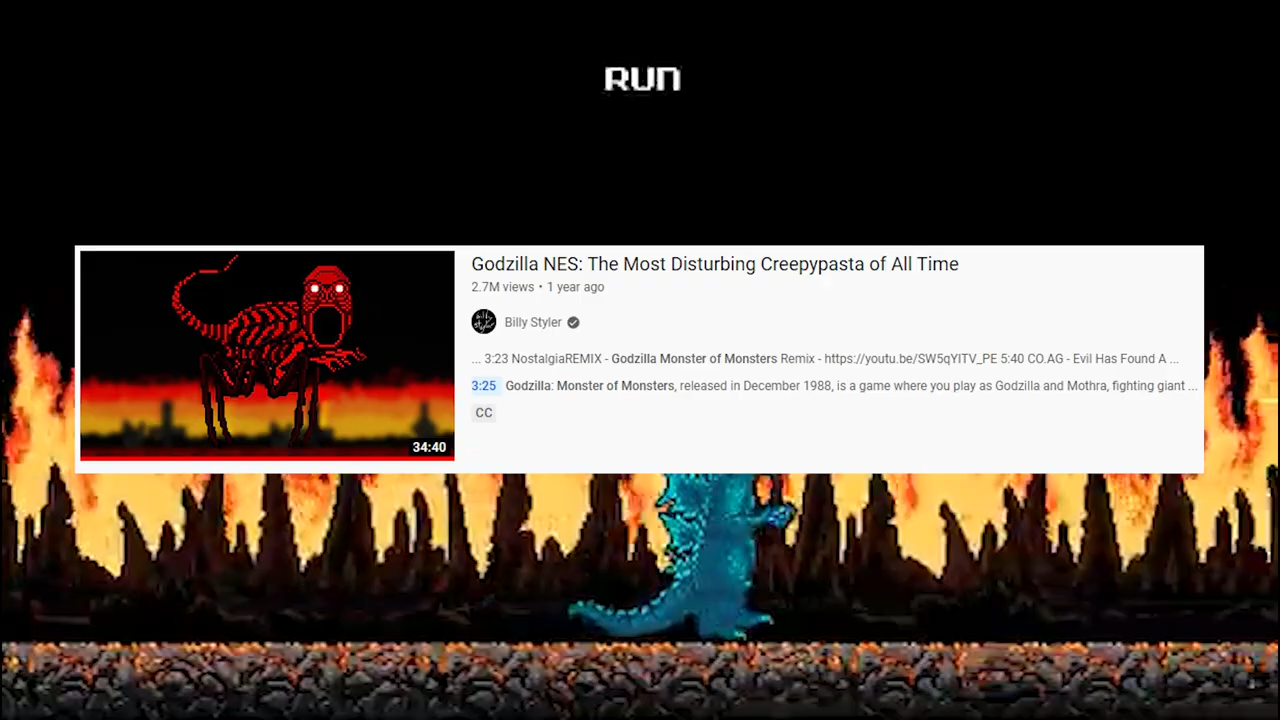 RUN
Godzilla NES: The Most Disturbing Creepypasta of All Time
2.7M views • 1 year ago
Billy Styler
... 3:23 NostalgiaREMIX - Godzilla Monster of Monsters Remix - https://youtu.be/SW5qYITV_PE 5:40 CO.AG - Evil Has Found A ...
3:25 Godzilla: Monster of Monsters, released in December 1988, is a game where you play as Godzilla and Mothra, fighting giant ...
CC
34:40